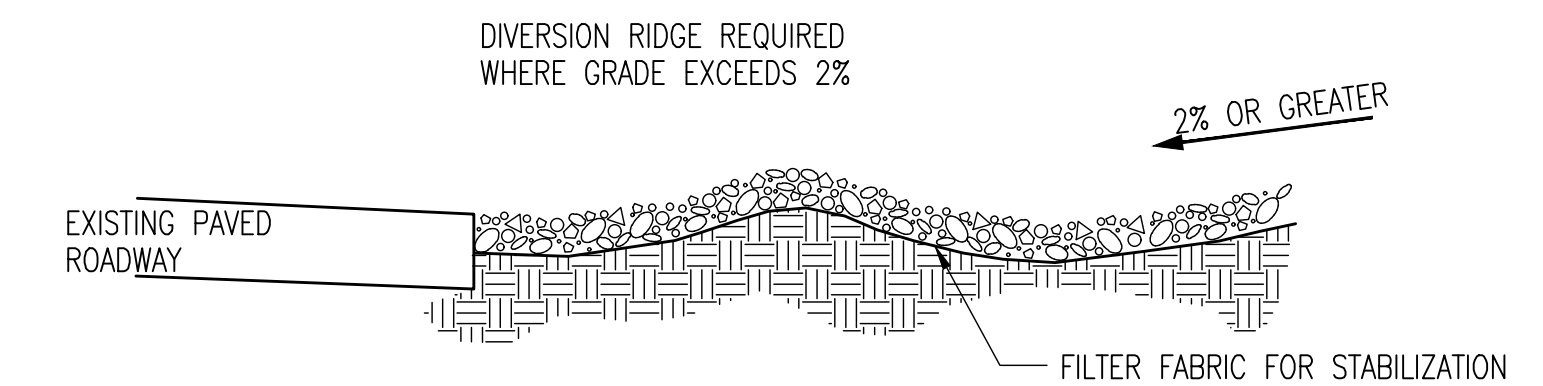 DIVERSION RIDGE REQUIRED
WHERE GRADE EXCEEDS 2%
2% OR GREATER
EXISTING PAVED
ROADWAY
FILTER FABRIC FOR STABILIZATION